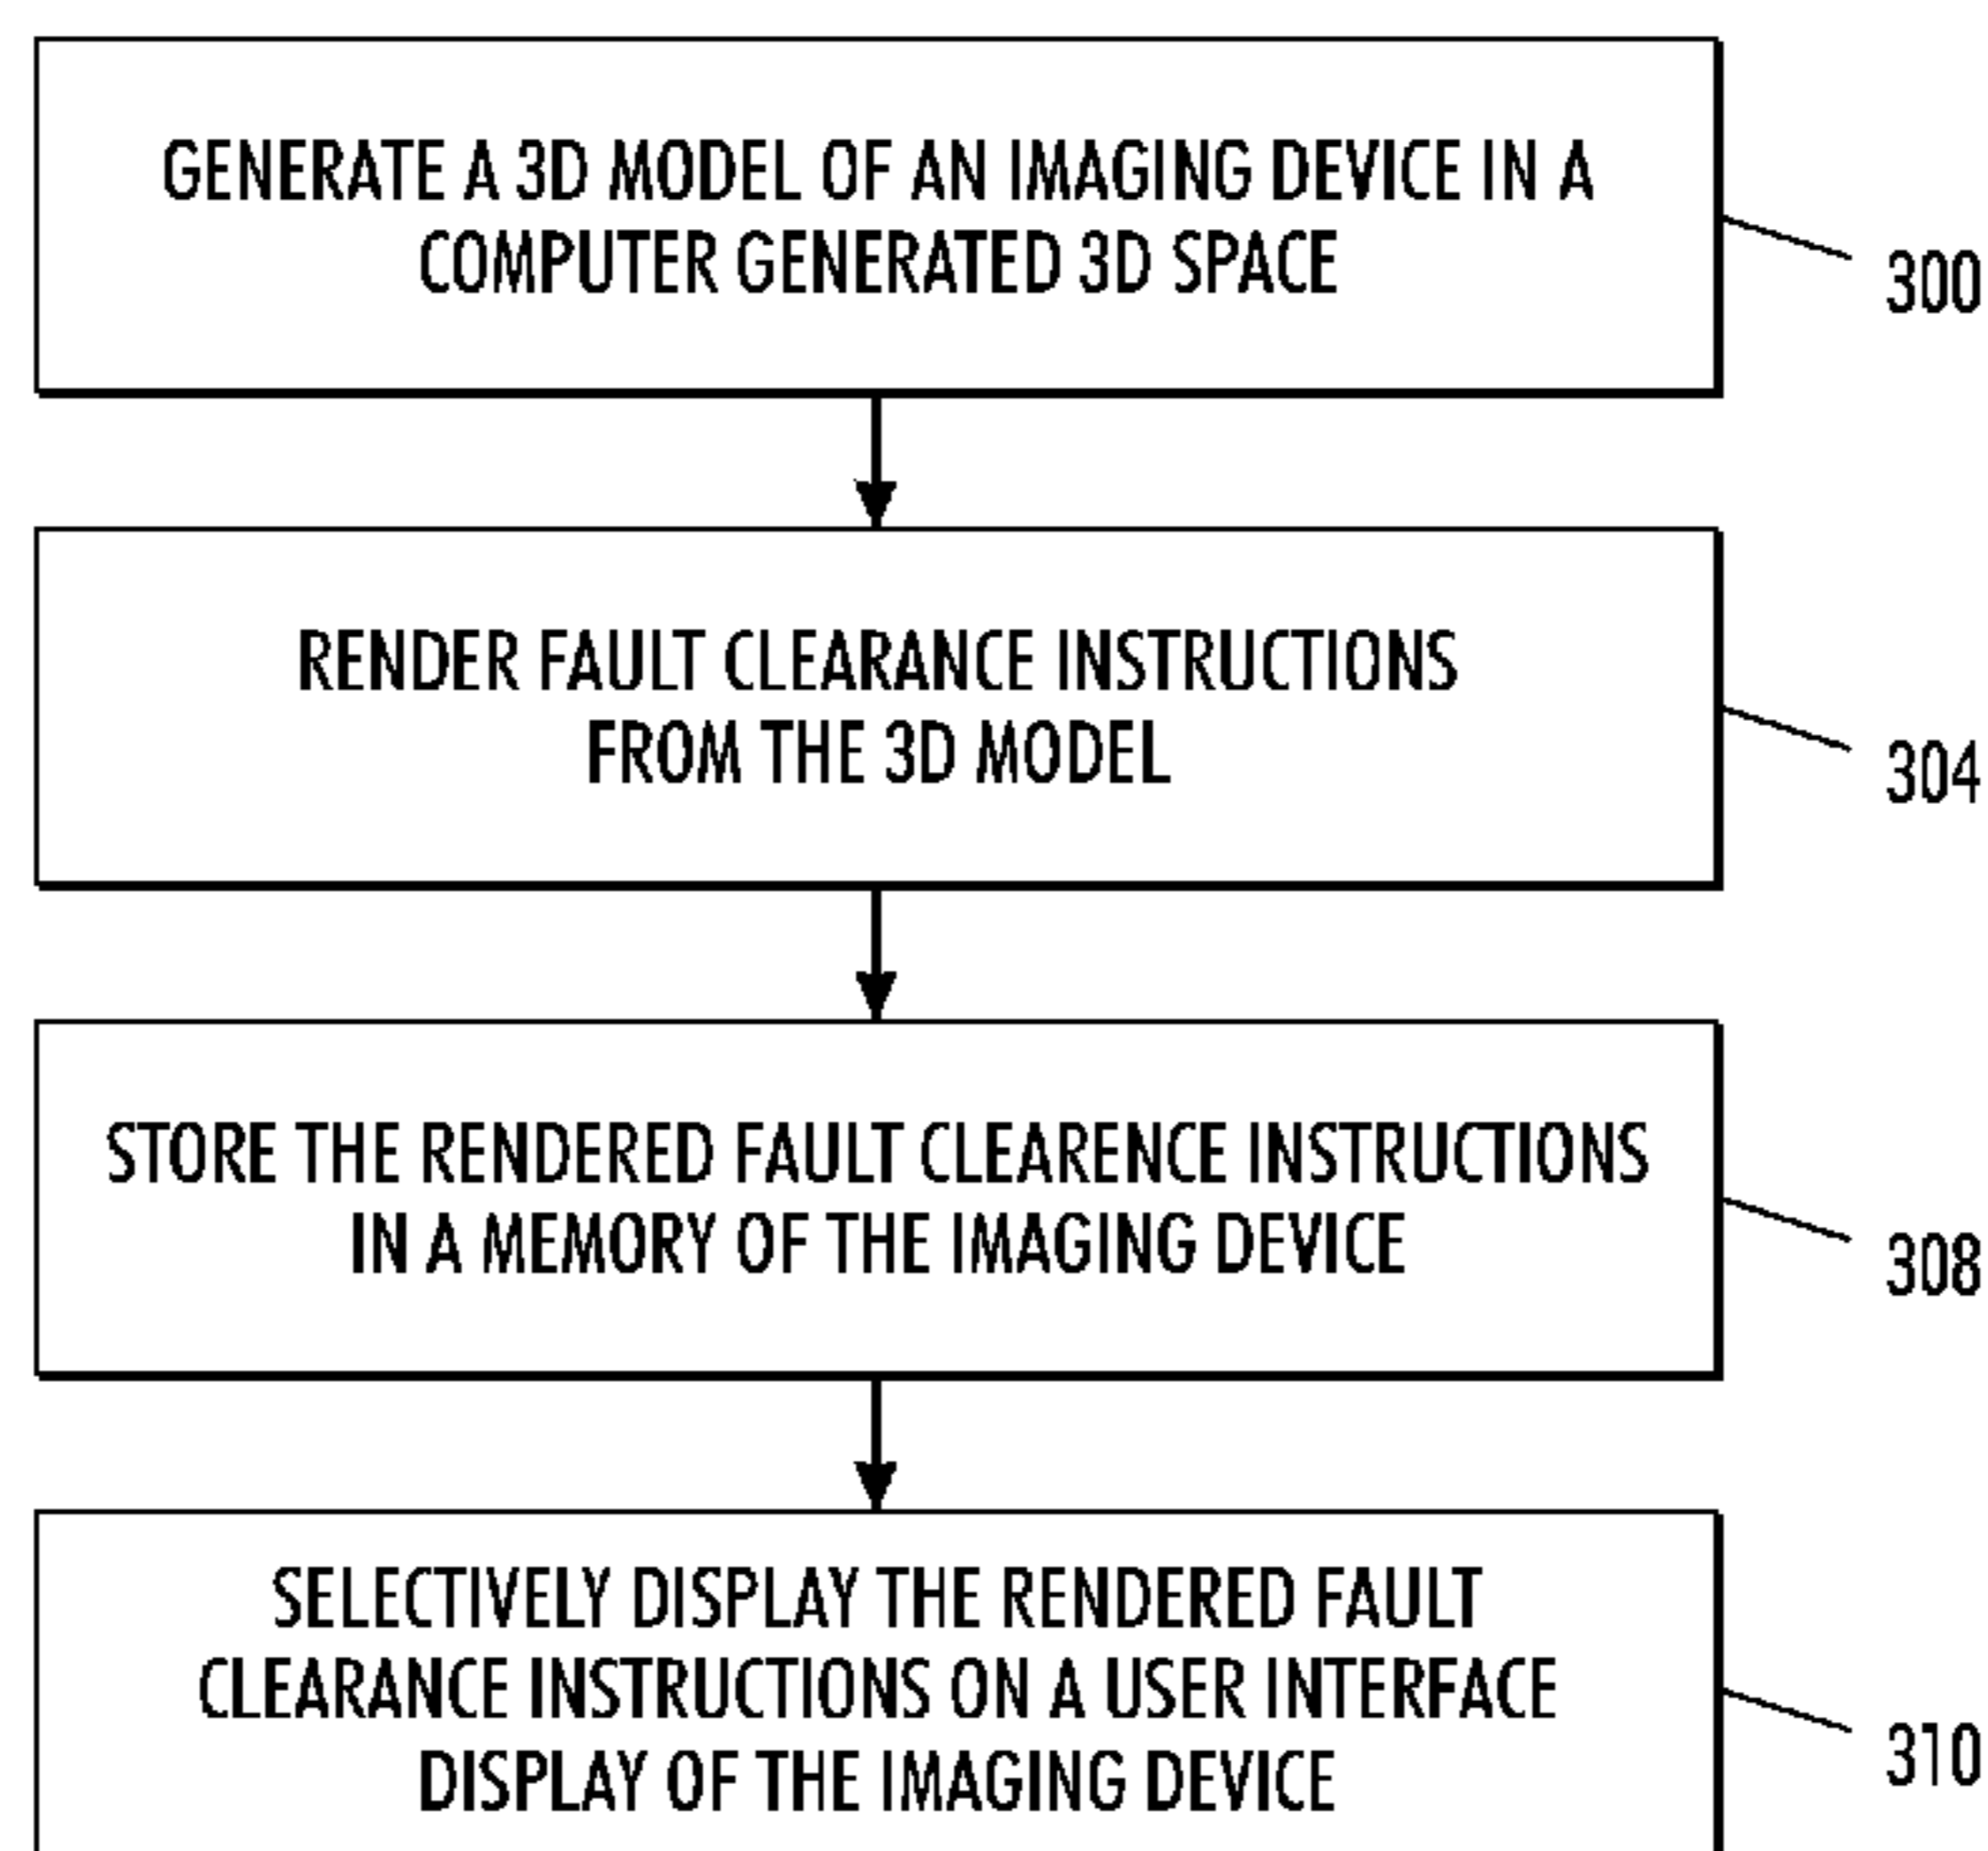 GENERATE A 3D MODEL OF AN IMAGING DEVICE IN A
COMPUTER GENERATED 3D SPACE
300
RENDER FAULT CLEARANCE INSTRUCTIONS
FROM THE 3D MODEL
304
STORE THE RENDERED FAULT CLEARENCE INSTRUCTIONS
IN A MEMORY OF THE IMAGING DEVICE
308
SELECTIVELY DISPLAY THE RENDERED FAULT
CLEARANCE INSTRUCTIONS ON A USER INTERFACE
DISPLAY OF THE IMAGING DEVICE
310